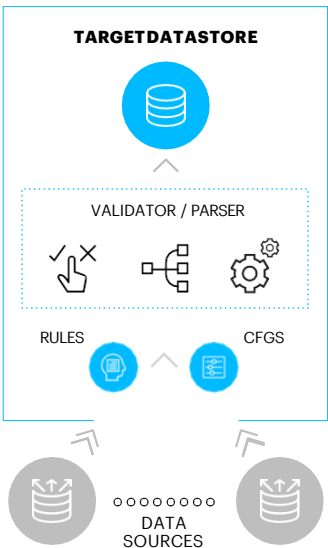 TARGETDATASTORE
VALIDATOR / PARSER
RULES
CFGS
DATA
SOURCES